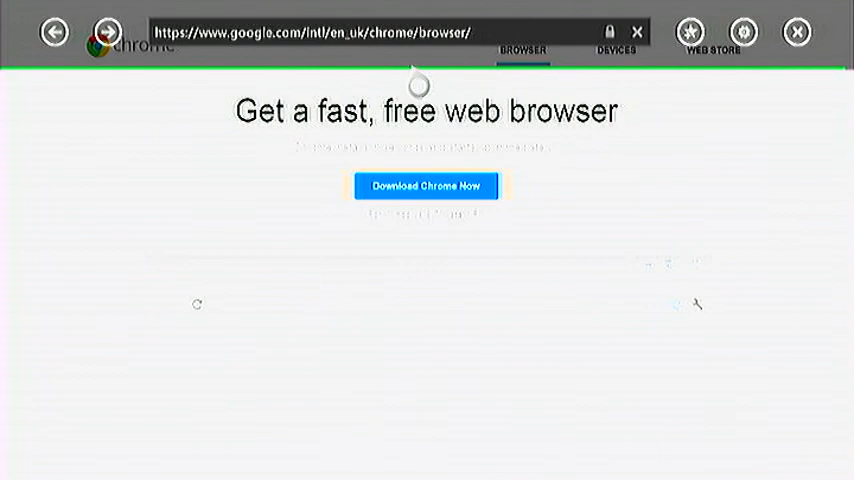 https://www.google.com/intl/en_uk/chrome/browser/
chrome
BROWSER
DEVICES
WEB STORE
Get a fast, free web browser
Download Chrome Now